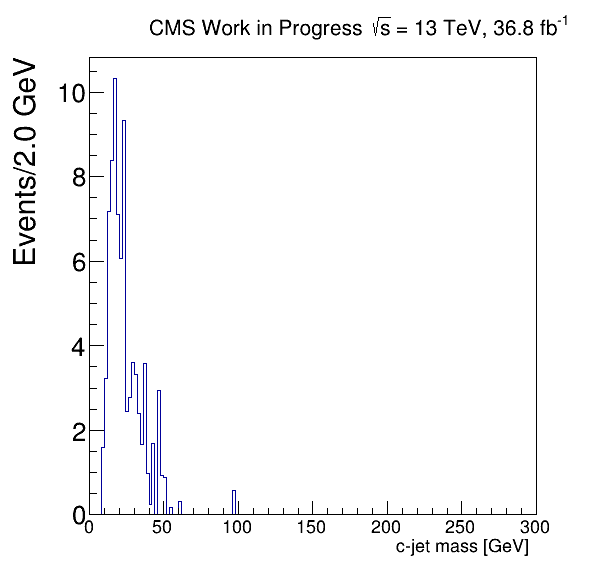 CMS Work in Progress √s = 13 TeV, 36.8 fb⁻¹
Events/2.0 GeV
10
8
6
4
2
0
0 50 100 150 200 250 300
c-jet mass [GeV]